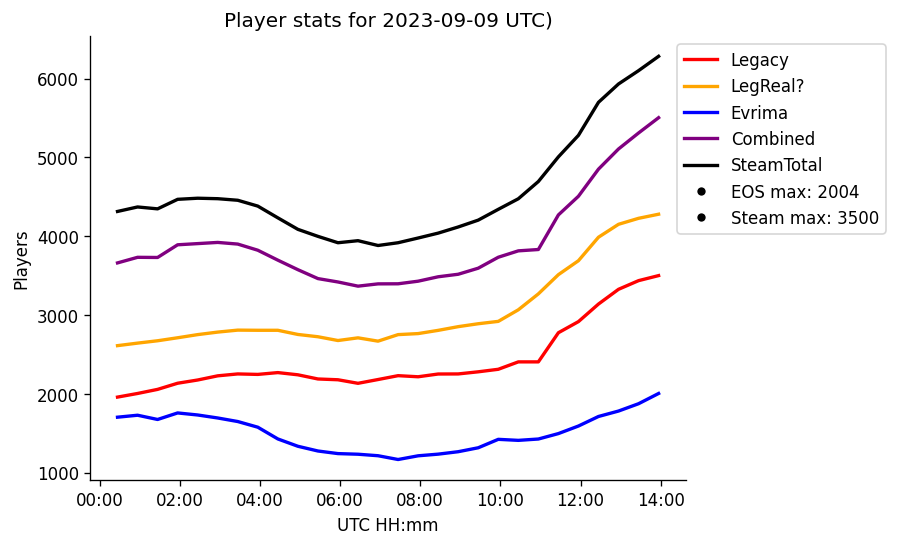 Player stats for 2023-09-09 UTC)
Legacy
LegReal?
Evrima
Combined
SteamTotal
EOS max: 2004
Steam max: 3500
Players
6000
5000
4000
3000
2000
1000
00:00 02:00 04:00 06:00 08:00 10:00 12:00 14:00
UTC HH:mm